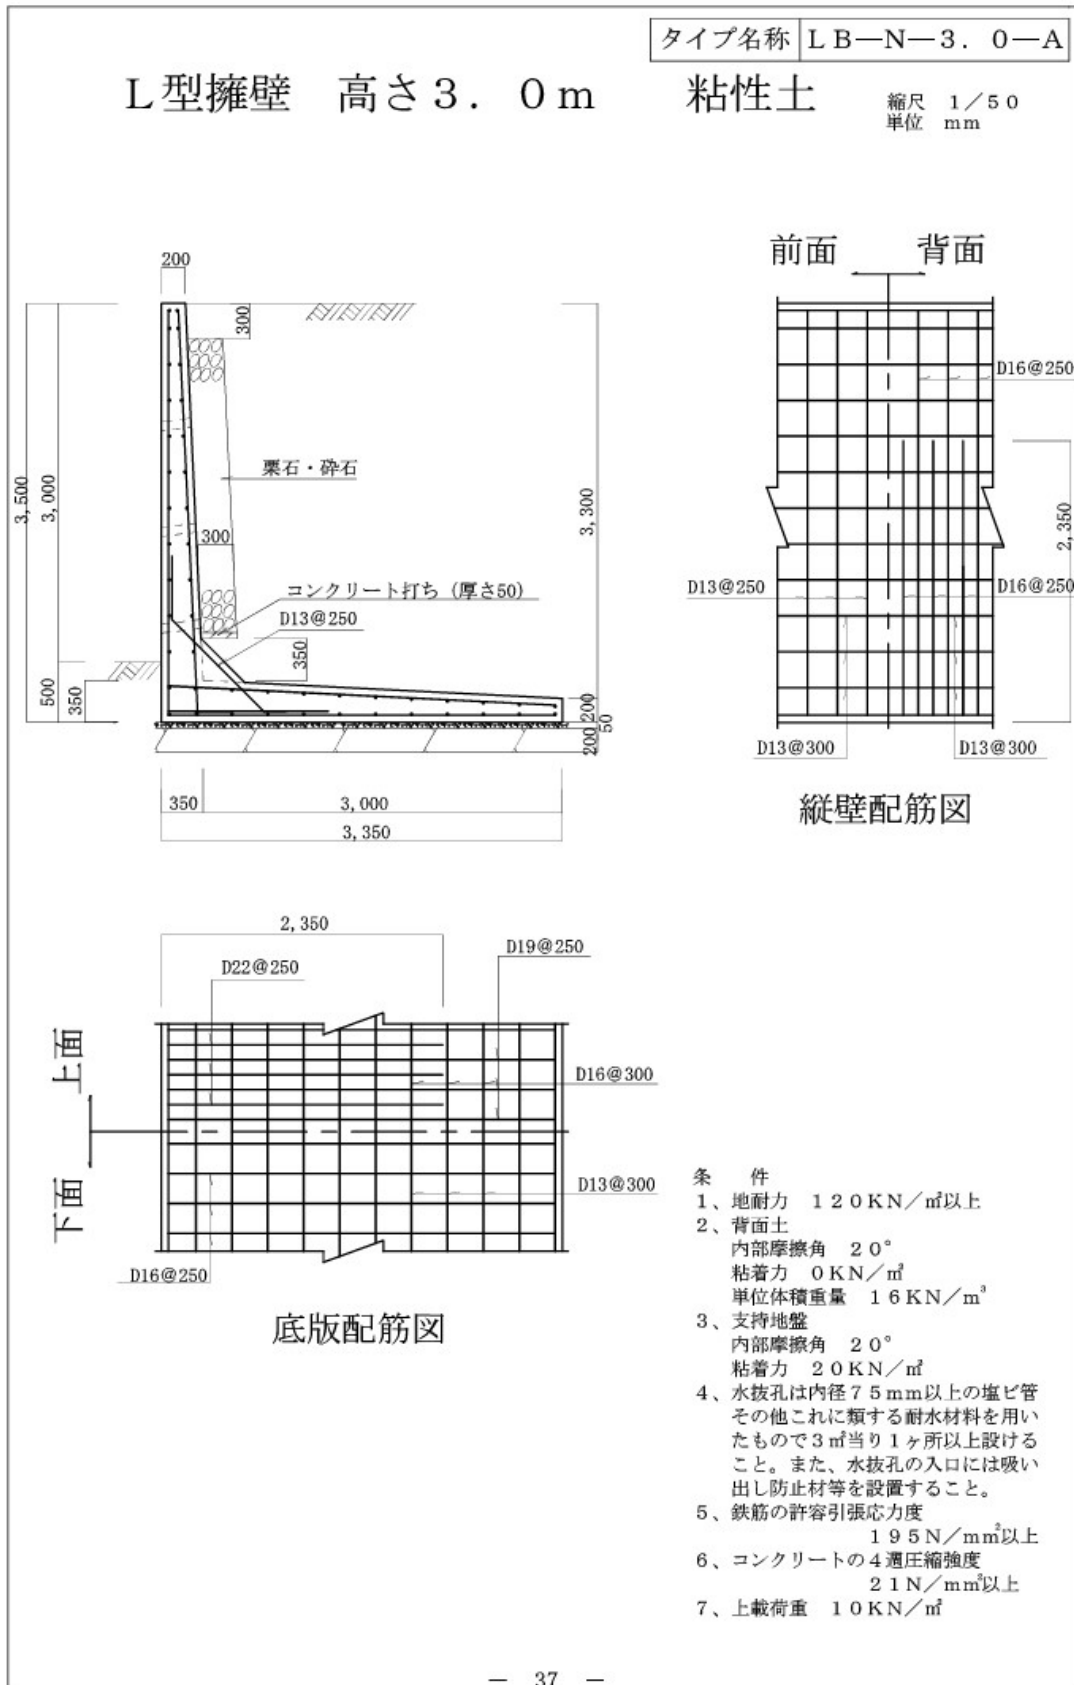 タイプ名称 LB―N―3．0―A
L型擁壁 高さ3．0m 粘性土
縮尺 1／50
単位 mm
200
300
3,500
3,000
栗石・砕石
300
3,300
コンクリート打ち（厚さ50）
D13@250
350
500
350
200
50
200
350
3,000
3,350
前面 背面
D16@250
2,350
D13@250
D16@250
D13@300
D13@300
縦壁配筋図
2,350
D19@250
D22@250
上面
D16@300
下面
D13@300
D16@250
底版配筋図
条 件
1、地耐力 120KN／㎡以上
2、背面土
内部摩擦角 20°
粘着力 0KN／㎡
単位体積重量 16KN／m³
3、支持地盤
内部摩擦角 20°
粘着力 20KN／㎡
4、水抜孔は内径75mm以上の塩ビ管
その他これに類する耐水材料を用い
たもので3㎡当り1ヶ所以上設ける
こと。また、水抜孔の入口には吸い
出し防止材等を設置すること。
5、鉄筋の許容引張応力度
195N／mm²以上
6、コンクリートの4週圧縮強度
21N／mm²以上
7、上載荷重 10KN／㎡
― 37 ―